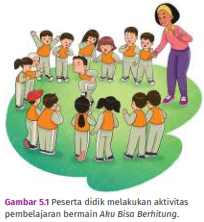 Gambar 5.1 Peserta didik melakukan aktivitas
pembelajaran bermain Aku Bisa Berhitung.